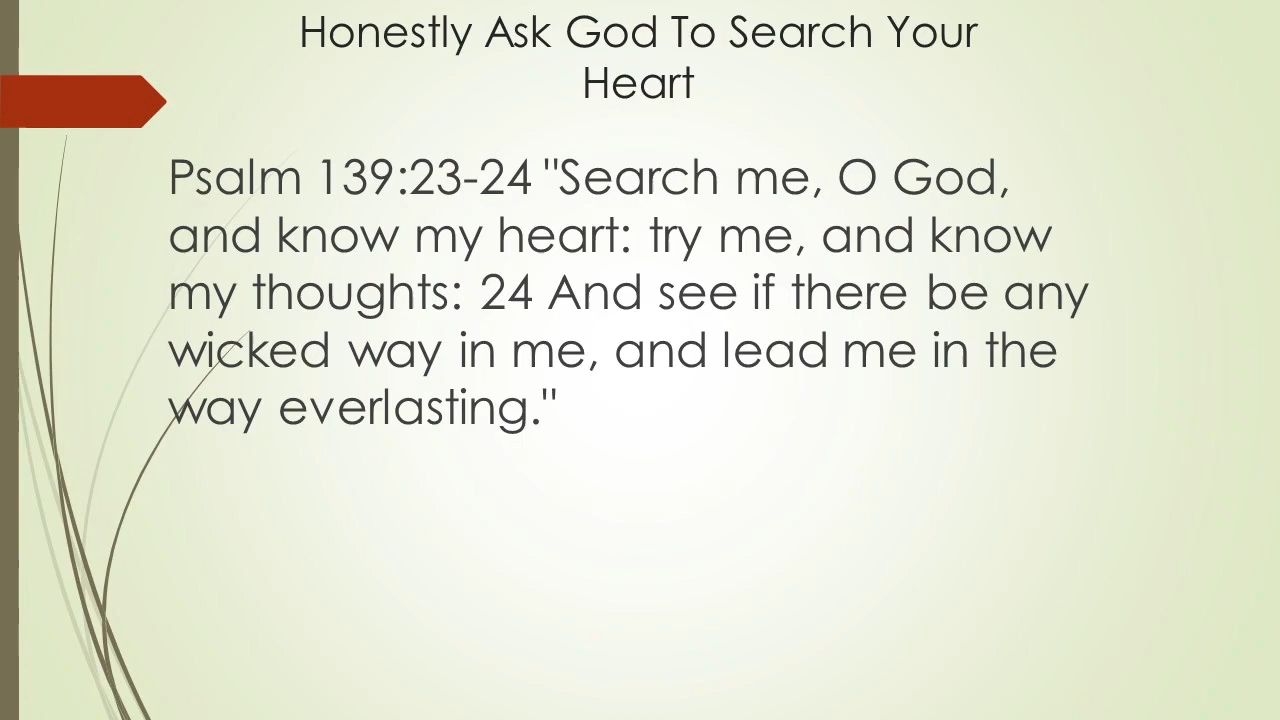 Honestly Ask God To Search Your
Heart
Psalm 139:23-24 "Search me, O God,
and know my heart: try me, and know
my thoughts: 24 And see if there be any
wicked way in me, and lead me in the
way everlasting."